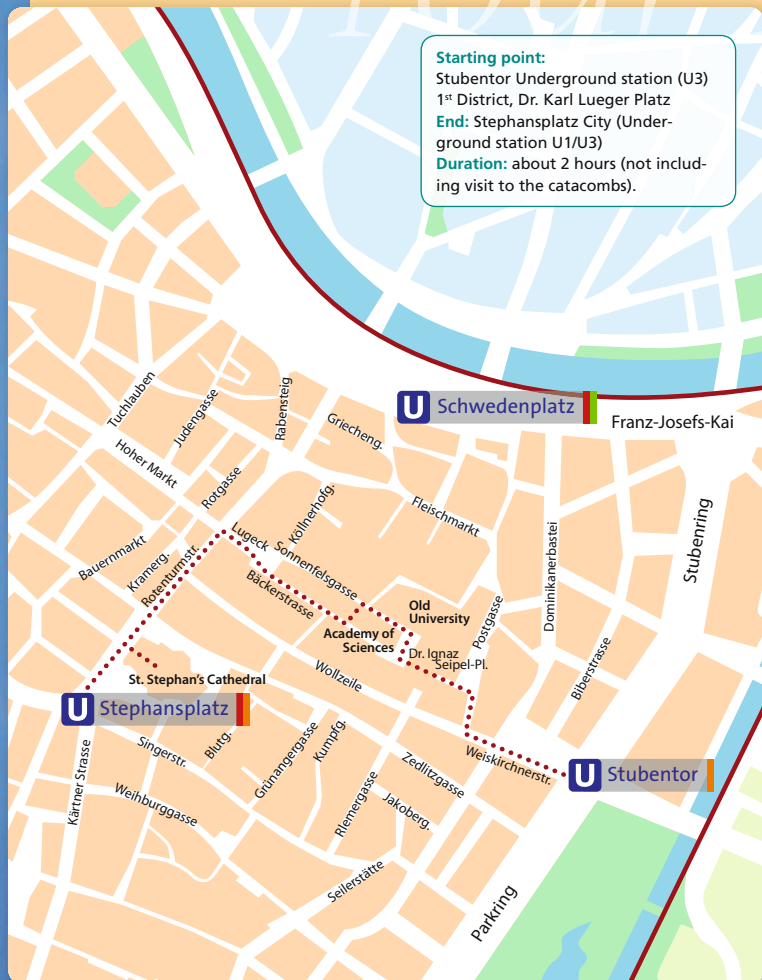 Starting point:
Stubentor Underground station (U3)
1st District, Dr. Karl Lueger Platz
End: Stephansplatz City (Under-
ground station U1/U3)
Duration: about 2 hours (not includ-
ing visit to the catacombs).
Tuchlauben
Judengasse
Rabensteig
Griecheng.
U Schwedenplatz
Franz-Josefs-Kai
Hoher Markt
Rotgasse
Köllnerhofg.
Fleischmarkt
Stubenring
Bauernmarkt
Kramerg.
Rotenturmstr.
Lugeck
Sonnenfelsgasse
Bäckerstrasse
Dominikanerbastei
Postgasse
Old
University
Academy of
Sciences
Dr. Ignaz
Seipel-Pl.
Biberstrasse
Wollzeile
St. Stephan's Cathedral
U Stephansplatz
Singerstr.
Blutg.
Grünangergasse
Kumpfg.
Zedlitzgasse
Weiskirchnerstr.
U Stubentor
Kärtner Strasse
Weihburggasse
RIemergasse
Jakoberg.
Seilerstätte
Parkring